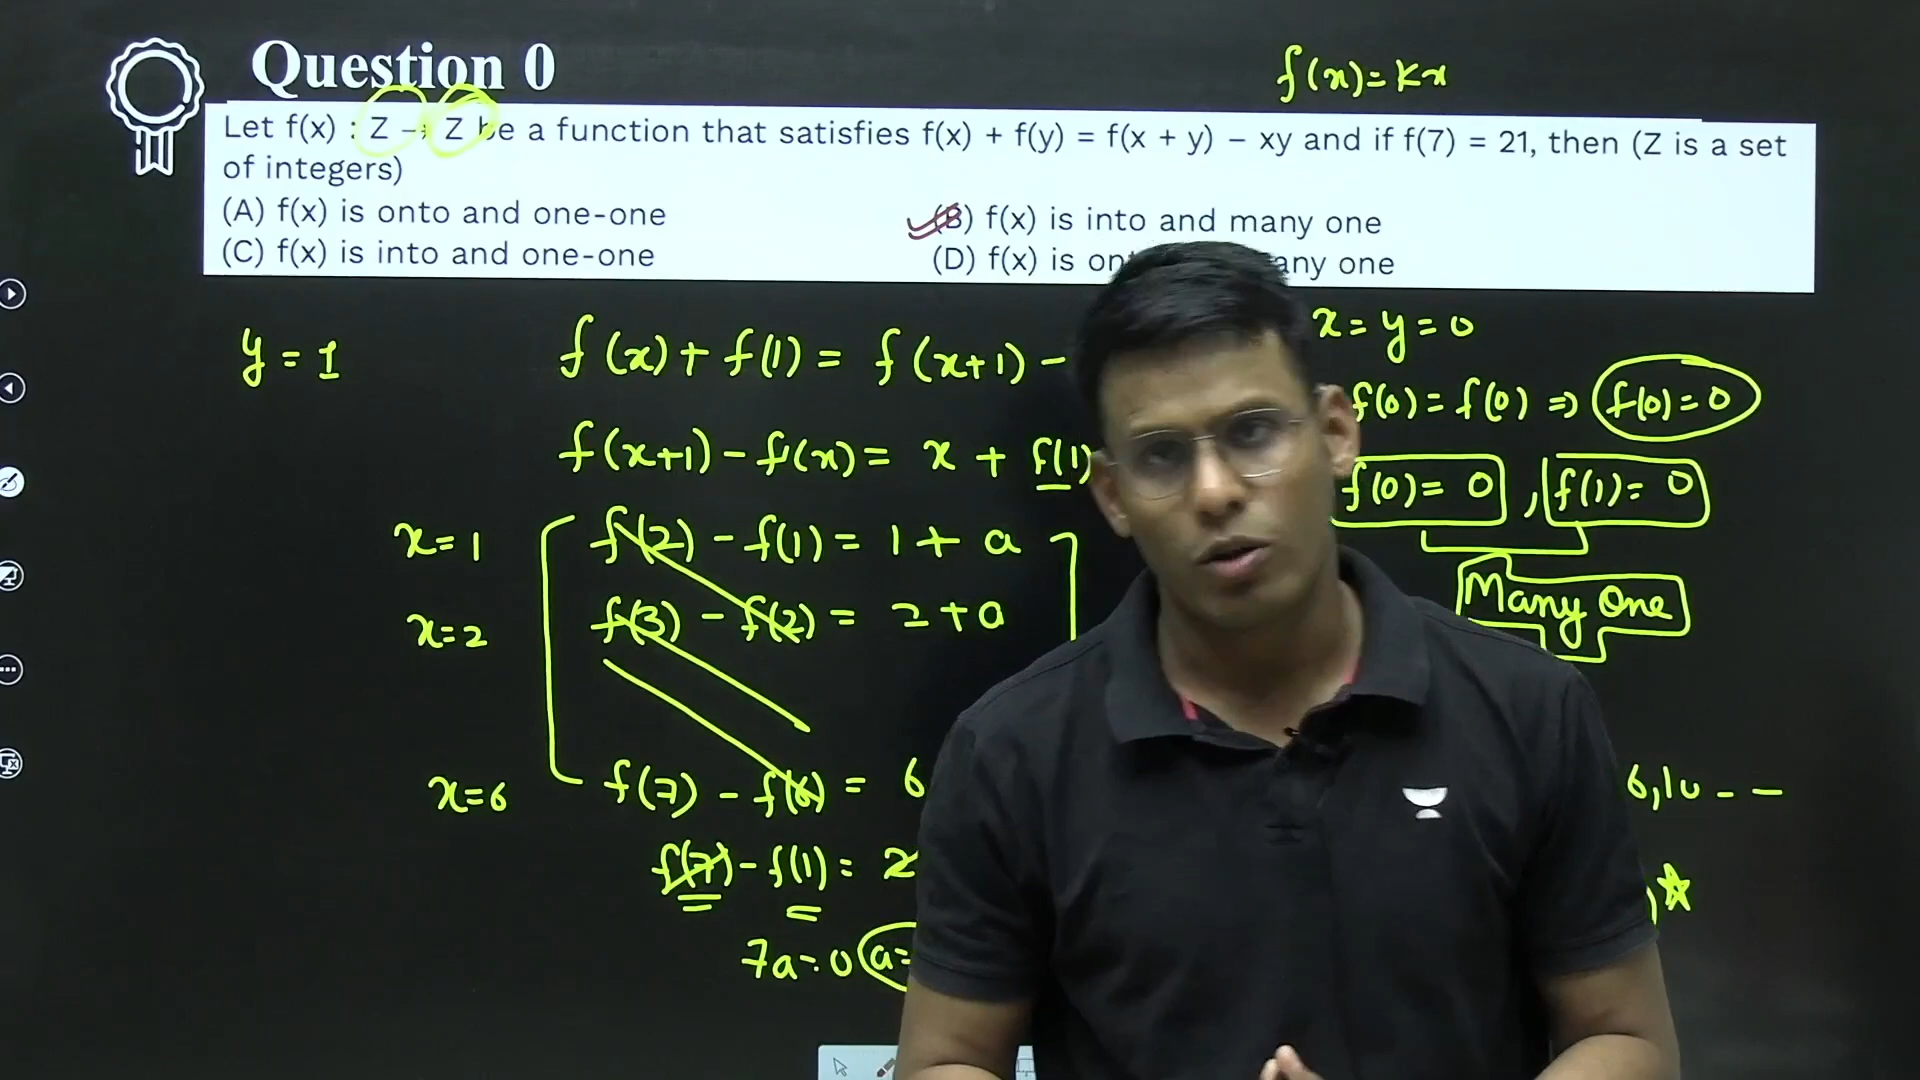 Question 0
f(x)=kx
Let f(x) : Z → Z be a function that satisfies f(x) + f(y) = f(x + y) – xy and if f(7) = 21, then (Z is a set
of integers)
(A) f(x) is onto and one-one
(B) f(x) is into and many one
(C) f(x) is into and one-one
(D) f(x) is on any one
y = 1
f(x) + f(1) = f(x+1) –
x = y = 0
f(0) = f(0) ⇒ f(0)=0
f(x+1) – f(x) = x + f(1)
f(0) = 0 , f(1) = 0
x=1
f(2) – f(1) = 1 + a
Many One
x=2
f(3) – f(2) = 2+a
x=6
f(7) – f(6) = 6
6,10 – –
f(7) – f(1) = 2
7a=0 a=